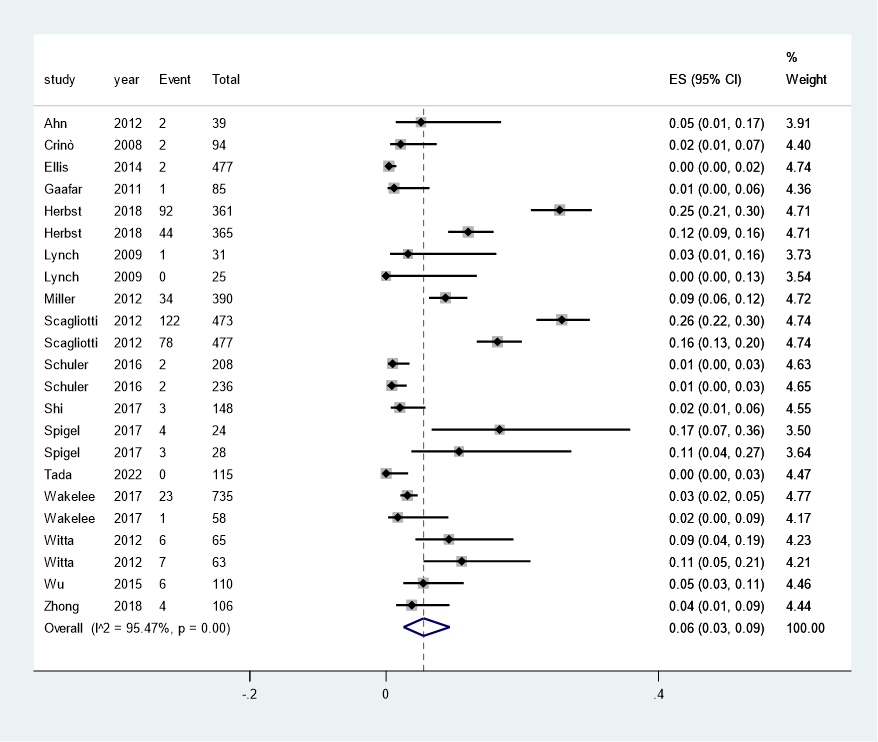 %
study year Event Total ES (95% CI) Weight
Ahn 2012 2 39 0.05 (0.01, 0.17) 3.91
Crinò 2008 2 94 0.02 (0.01, 0.07) 4.40
Ellis 2014 2 477 0.00 (0.00, 0.02) 4.74
Gaafar 2011 1 85 0.01 (0.00, 0.06) 4.36
Herbst 2018 92 361 0.25 (0.21, 0.30) 4.71
Herbst 2018 44 365 0.12 (0.09, 0.16) 4.71
Lynch 2009 1 31 0.03 (0.01, 0.16) 3.73
Lynch 2009 0 25 0.00 (0.00, 0.13) 3.54
Miller 2012 34 390 0.09 (0.06, 0.12) 4.72
Scagliotti 2012 122 473 0.26 (0.22, 0.30) 4.74
Scagliotti 2012 78 477 0.16 (0.13, 0.20) 4.74
Schuler 2016 2 208 0.01 (0.00, 0.03) 4.63
Schuler 2016 2 236 0.01 (0.00, 0.03) 4.65
Shi 2017 3 148 0.02 (0.01, 0.06) 4.55
Spigel 2017 4 24 0.17 (0.07, 0.36) 3.50
Spigel 2017 3 28 0.11 (0.04, 0.27) 3.64
Tada 2022 0 115 0.00 (0.00, 0.03) 4.47
Wakelee 2017 23 735 0.03 (0.02, 0.05) 4.77
Wakelee 2017 1 58 0.02 (0.00, 0.09) 4.17
Witta 2012 6 65 0.09 (0.04, 0.19) 4.23
Witta 2012 7 63 0.11 (0.05, 0.21) 4.21
Wu 2015 6 110 0.05 (0.03, 0.11) 4.46
Zhong 2018 4 106 0.04 (0.01, 0.09) 4.44
Overall (I^2 = 95.47%, p = 0.00) 0.06 (0.03, 0.09) 100.00
-.2 0 .4